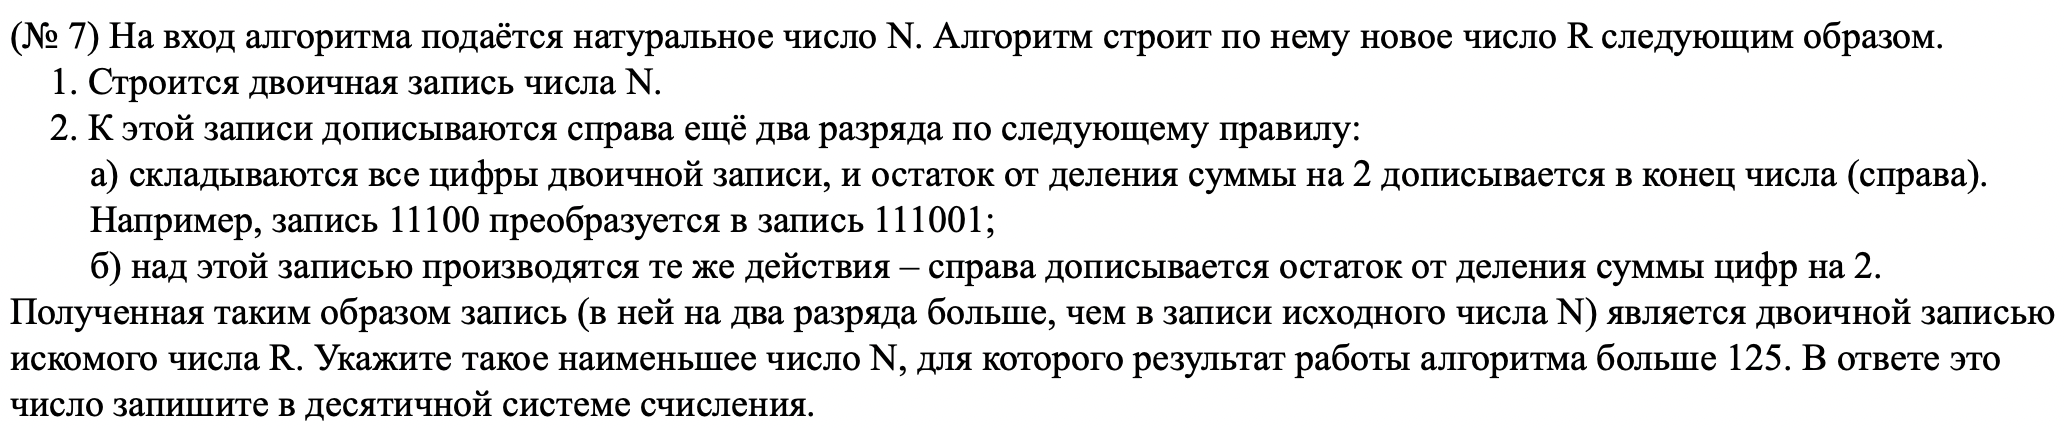 (№ 7) На вход алгоритма подаётся натуральное число N. Алгоритм строит по нему новое число R следующим образом.
1. Строится двоичная запись числа N.
2. К этой записи дописываются справа ещё два разряда по следующему правилу:
а) складываются все цифры двоичной записи, и остаток от деления суммы на 2 дописывается в конец числа (справа).
Например, запись 11100 преобразуется в запись 111001;
б) над этой записью производятся те же действия – справа дописывается остаток от деления суммы цифр на 2.
Полученная таким образом запись (в ней на два разряда больше, чем в записи исходного числа N) является двоичной записью
искомого числа R. Укажите такое наименьшее число N, для которого результат работы алгоритма больше 125. В ответе это
число запишите в десятичной системе счисления.